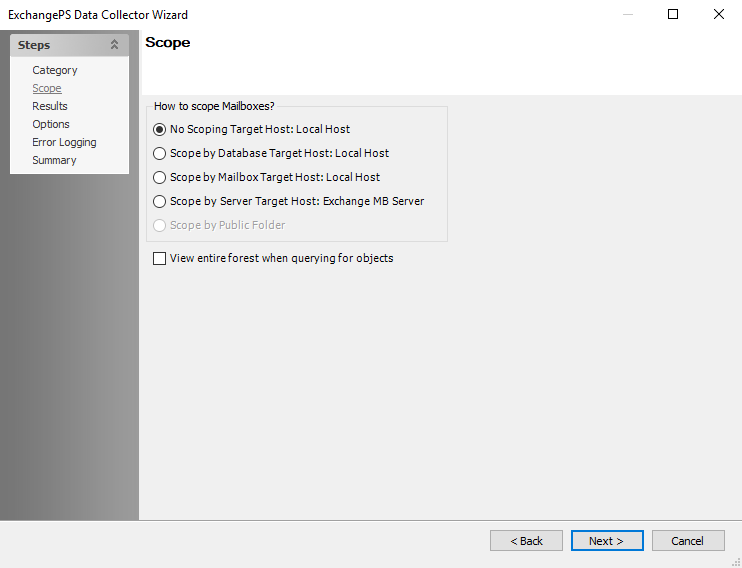 ExchangePS Data Collector Wizard
Steps
Category
Scope
Results
Options
Error Logging
Summary
Scope
How to scope Mailboxes?
No Scoping Target Host: Local Host
Scope by Database Target Host: Local Host
Scope by Mailbox Target Host: Local Host
Scope by Server Target Host: Exchange MB Server
Scope by Public Folder
View entire forest when querying for objects
< Back
Next >
Cancel